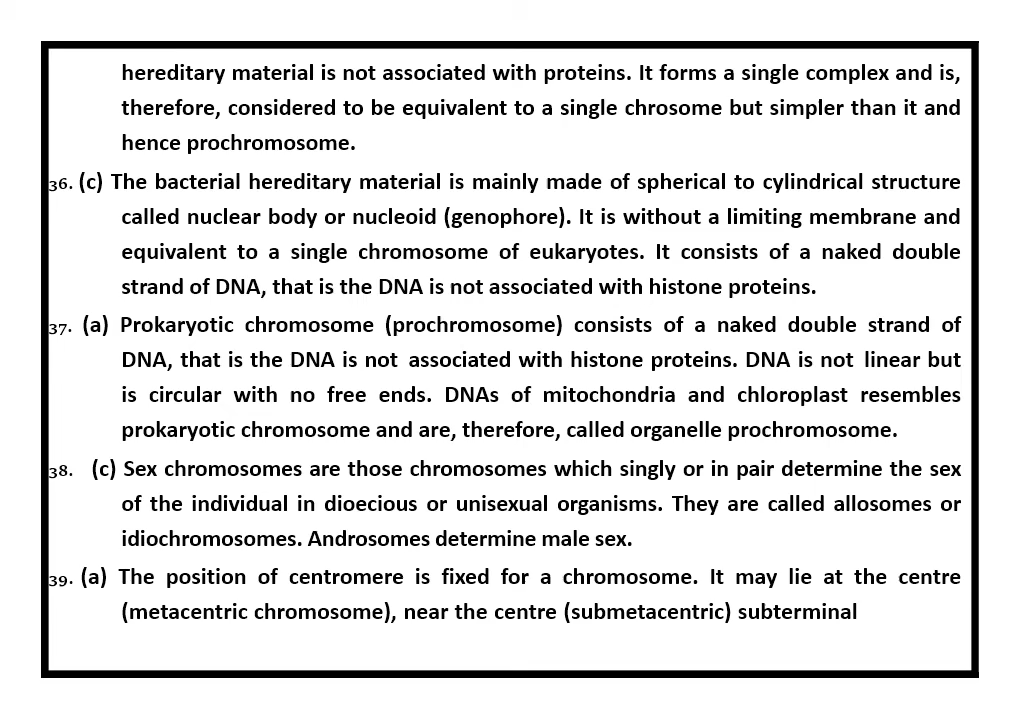 hereditary material is not associated with proteins. It forms a single complex and is,
therefore, considered to be equivalent to a single chrosome but simpler than it and
hence prochromosome.
36. (c) The bacterial hereditary material is mainly made of spherical to cylindrical structure
called nuclear body or nucleoid (genophore). It is without a limiting membrane and
equivalent to a single chromosome of eukaryotes. It consists of a naked double
strand of DNA, that is the DNA is not associated with histone proteins.
37. (a) Prokaryotic chromosome (prochromosome) consists of a naked double strand of
DNA, that is the DNA is not associated with histone proteins. DNA is not linear but
is circular with no free ends. DNAs of mitochondria and chloroplast resembles
prokaryotic chromosome and are, therefore, called organelle prochromosome.
38. (c) Sex chromosomes are those chromosomes which singly or in pair determine the sex
of the individual in dioecious or unisexual organisms. They are called allosomes or
idiochromosomes. Androsomes determine male sex.
39. (a) The position of centromere is fixed for a chromosome. It may lie at the centre
(metacentric chromosome), near the centre (submetacentric) subterminal